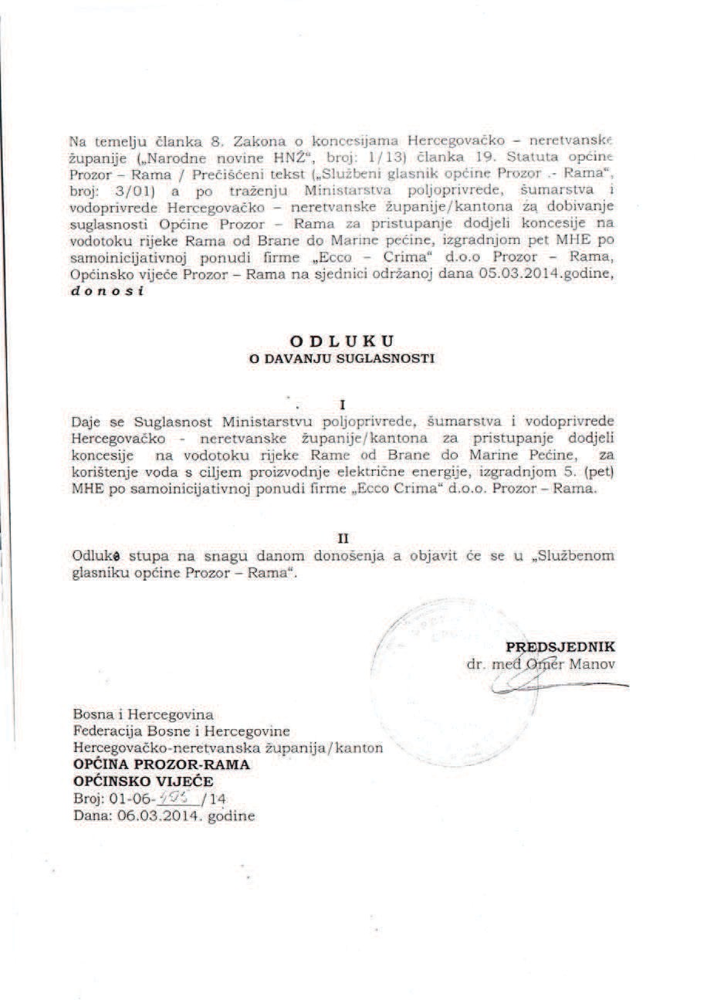 Na temelju članka 8. Zakona o koncesijama Hercegovačko – neretvanske
županije („Narodne novine HNŽ“, broj: 1/13) članka 19. Statuta općine
Prozor – Rama / Prečišćeni tekst („Službeni glasnik općine Prozor .- Rama“,
broj: 3/01) a po traženju Ministarstva poljoprivrede, šumarstva i
vodoprivrede Hercegovačko – neretvanske županije/kantona za dobivanje
suglasnosti Općine Prozor – Rama za pristupanje dodjeli koncesije na
vodotoku rijeke Rama od Brane do Marine pećine, izgradnjom pet MHE po
samoinicijativnoj ponudi firme „Ecco – Crima“ d.o.o Prozor – Rama,
Općinsko vijeće Prozor – Rama na sjednici održanoj dana 05.03.2014.godine,
d o n o s i
O D L U K U
O DAVANJU SUGLASNOSTI
I
Daje se Suglasnost Ministarstvu poljoprivrede, šumarstva i vodoprivrede
Hercegovačko - neretvanske županije/kantona za pristupanje dodjeli
koncesije na vodotoku rijeke Rame od Brane do Marine Pećine, za
korištenje voda s ciljem proizvodnje električne energije, izgradnjom 5. (pet)
MHE po samoinicijativnoj ponudi firme „Ecco Crima“ d.o.o. Prozor – Rama.
II
Odluka stupa na snagu danom donošenja a objavit će se u „Službenom
glasniku općine Prozor – Rama“.
PREDSJEDNIK
dr. med Omer Manov
Bosna i Hercegovina
Federacija Bosne i Hercegovine
Hercegovačko-neretvanska županija/kanton
OPĆINA PROZOR-RAMA
OPĆINSKO VIJEĆE
Broj: 01-06- /14
Dana: 06.03.2014. godine